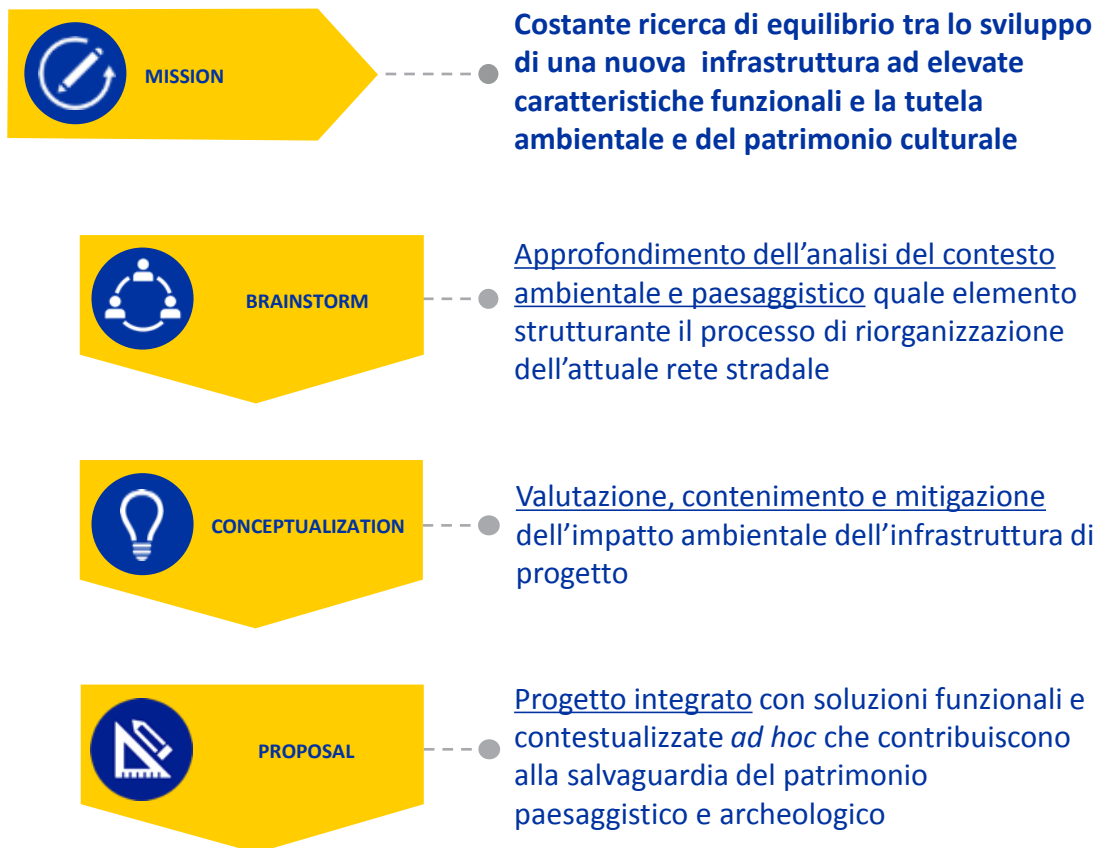 MISSION
Costante ricerca di equilibrio tra lo sviluppo
di una nuova infrastruttura ad elevate
caratteristiche funzionali e la tutela
ambientale e del patrimonio culturale
BRAINSTORM
Approfondimento dell’analisi del contesto
ambientale e paesaggistico quale elemento
strutturante il processo di riorganizzazione
dell’attuale rete stradale
CONCEPTUALIZATION
Valutazione, contenimento e mitigazione
dell’impatto ambientale dell’infrastruttura di
progetto
PROPOSAL
Progetto integrato con soluzioni funzionali e
contestualizzate ad hoc che contribuiscono
alla salvaguardia del patrimonio
paesaggistico e archeologico